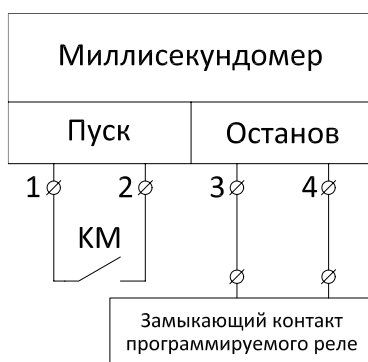 Миллисекундомер
Пуск Останов
1 2 3 4
КМ
Замыкающий контакт
программируемого реле